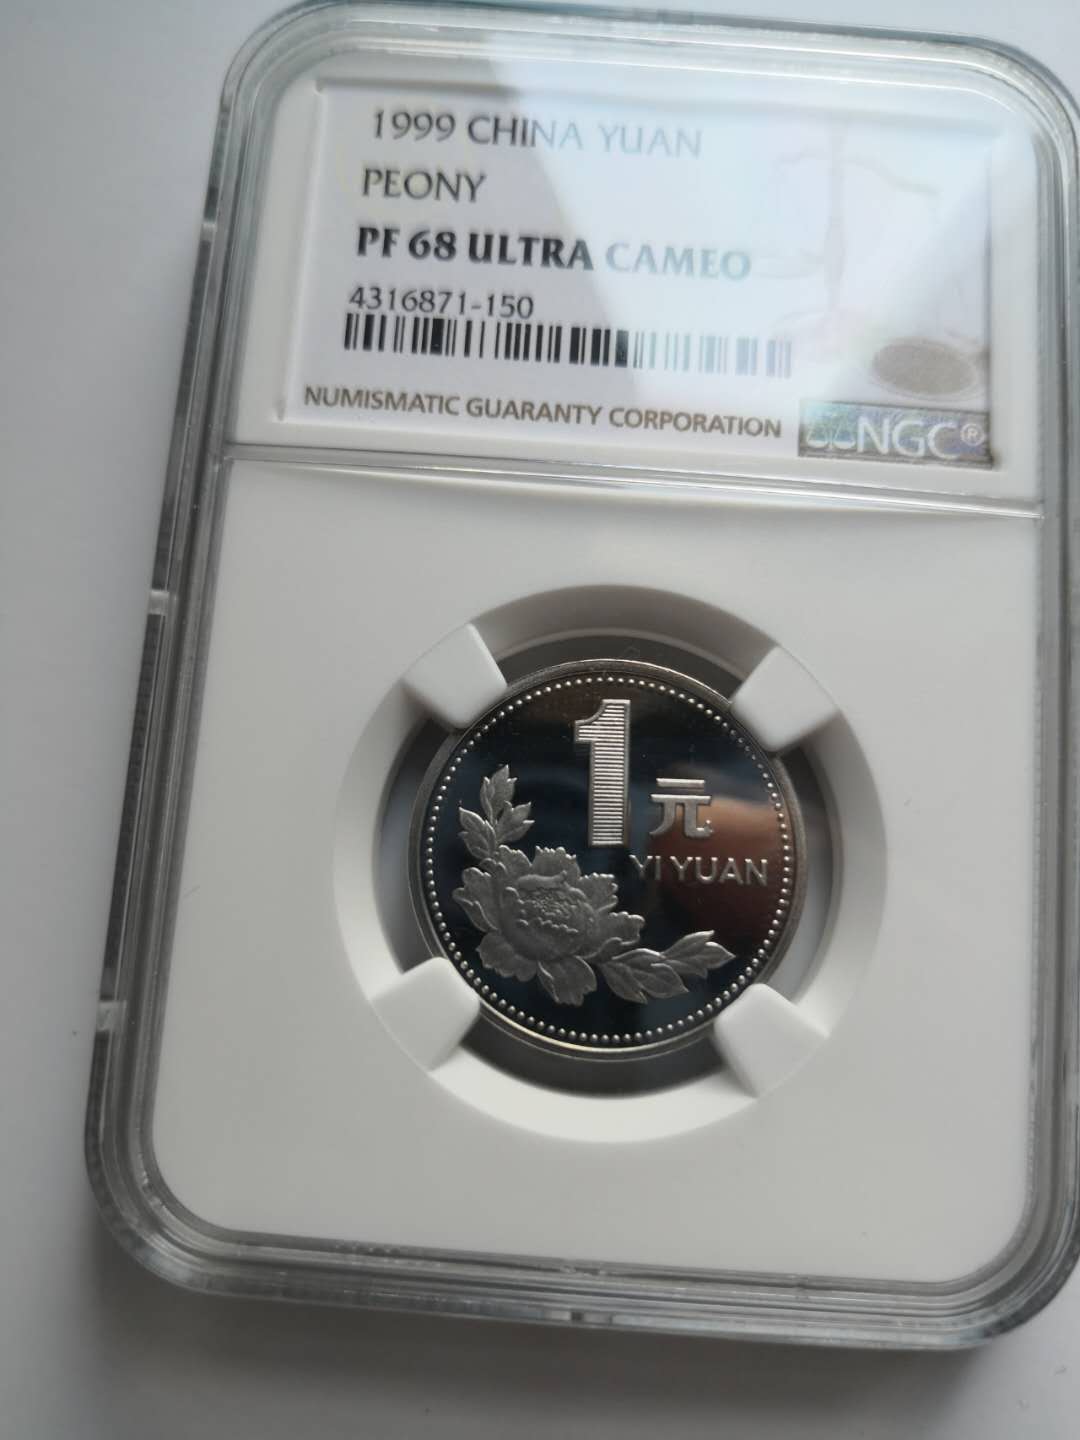 1999 CHINA YUAN
PEONY
PF 68 ULTRA CAMEO
4316871-150
NUMISMATIC GUARANTY CORPORATION
NGC®
1
元
YI YUAN